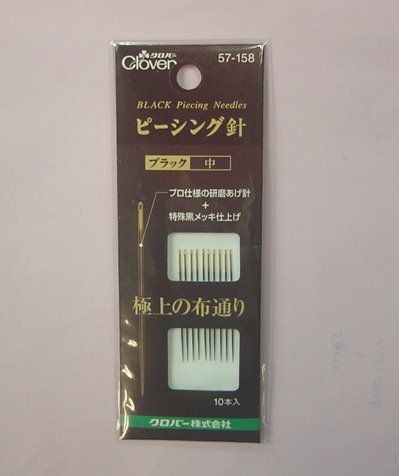 クロバー
Clover
57-158
BLACK Piecing Needles
ピーシング針
ブラック 中
プロ仕様の研磨あげ針
+
特殊黒メッキ仕上げ
極上の布通り
10本入
クロバー株式会社